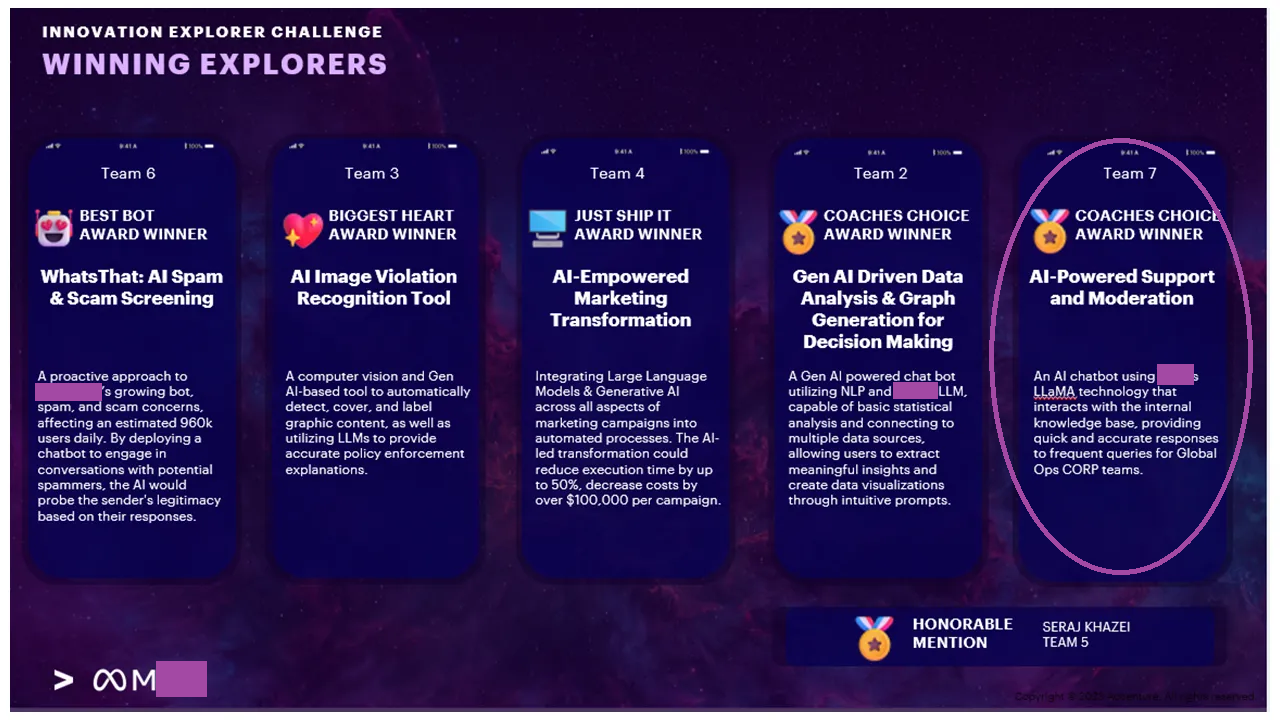 INNOVATION EXPLORER CHALLENGE
WINNING EXPLORERS
9:41 A
100%
Team 6
BEST BOT
AWARD WINNER
WhatsThat: AI Spam
& Scam Screening
A proactive approach to
's growing bot,
spam, and scam concerns,
affecting an estimated 960k
users daily. By deploying a
chatbot to engage in
conversations with potential
spammers, the AI would
probe the sender's legitimacy
based on their responses.
9:41 A
100%
Team 3
BIGGEST HEART
AWARD WINNER
AI Image Violation
Recognition Tool
A computer vision and Gen
AI-based tool to automatically
detect, cover, and label
graphic content, as well as
utilizing LLMs to provide
accurate policy enforcement
explanations.
9:41 A
100%
Team 4
JUST SHIP IT
AWARD WINNER
AI-Empowered
Marketing
Transformation
Integrating Large Language
Models & Generative AI
across all aspects of
marketing campaigns into
automated processes. The AI-
led transformation could
reduce execution time by up
to 50%, decrease costs by
over $100,000 per campaign.
9:41 A
100%
Team 2
COACHES CHOICE
AWARD WINNER
Gen AI Driven Data
Analysis & Graph
Generation for
Decision Making
A Gen AI powered chat bot
utilizing NLP and LLM,
capable of basic statistical
analysis and connecting to
multiple data sources,
allowing users to extract
meaningful insights and
create data visualizations
through intuitive prompts.
9:41 A
100%
Team 7
COACHES CHOICE
AWARD WINNER
AI-Powered Support
and Moderation
An AI chatbot using s
LLaMA technology that
interacts with the internal
knowledge base, providing
quick and accurate responses
to frequent queries for Global
Ops CORP teams.
HONORABLE
MENTION
SERAJ KHAZEI
TEAM 5
> M
Copyright © 2023 Accenture. All rights reserved.